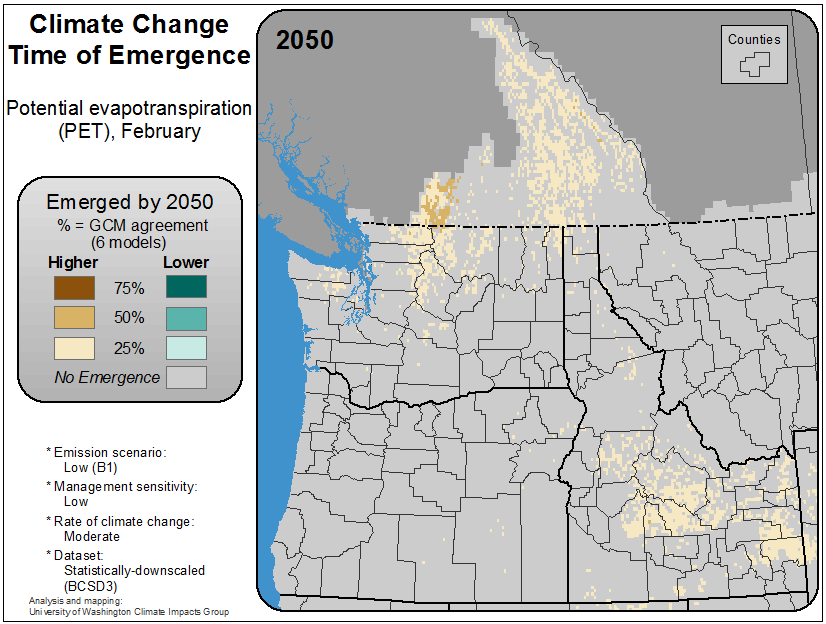 Climate Change
Time of Emergence
Potential evapotranspiration
(PET), February
Emerged by 2050
% = GCM agreement
(6 models)
Higher Lower
75%
50%
25%
No Emergence
* Emission scenario:
Low (B1)
* Management sensitivity:
Low
* Rate of climate change:
Moderate
* Dataset:
Statistically-downscaled
(BCSD3)
Analysis and mapping:
University of Washington Climate Impacts Group
2050
Counties